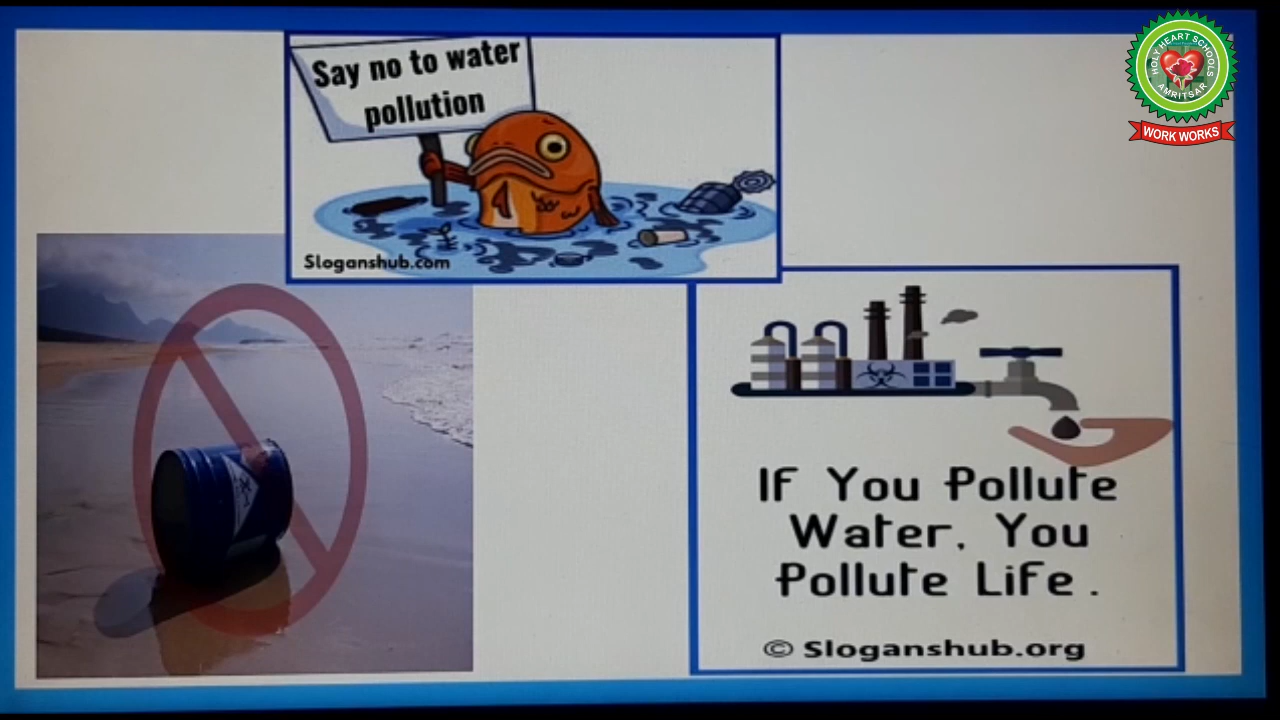 Say no to water
pollution
Sloganshub.com
HOLY HEART SCHOOLS
AMRITSAR
WORK WORKS
If You Pollute
Water, You
Pollute Life.
© Sloganshub.org